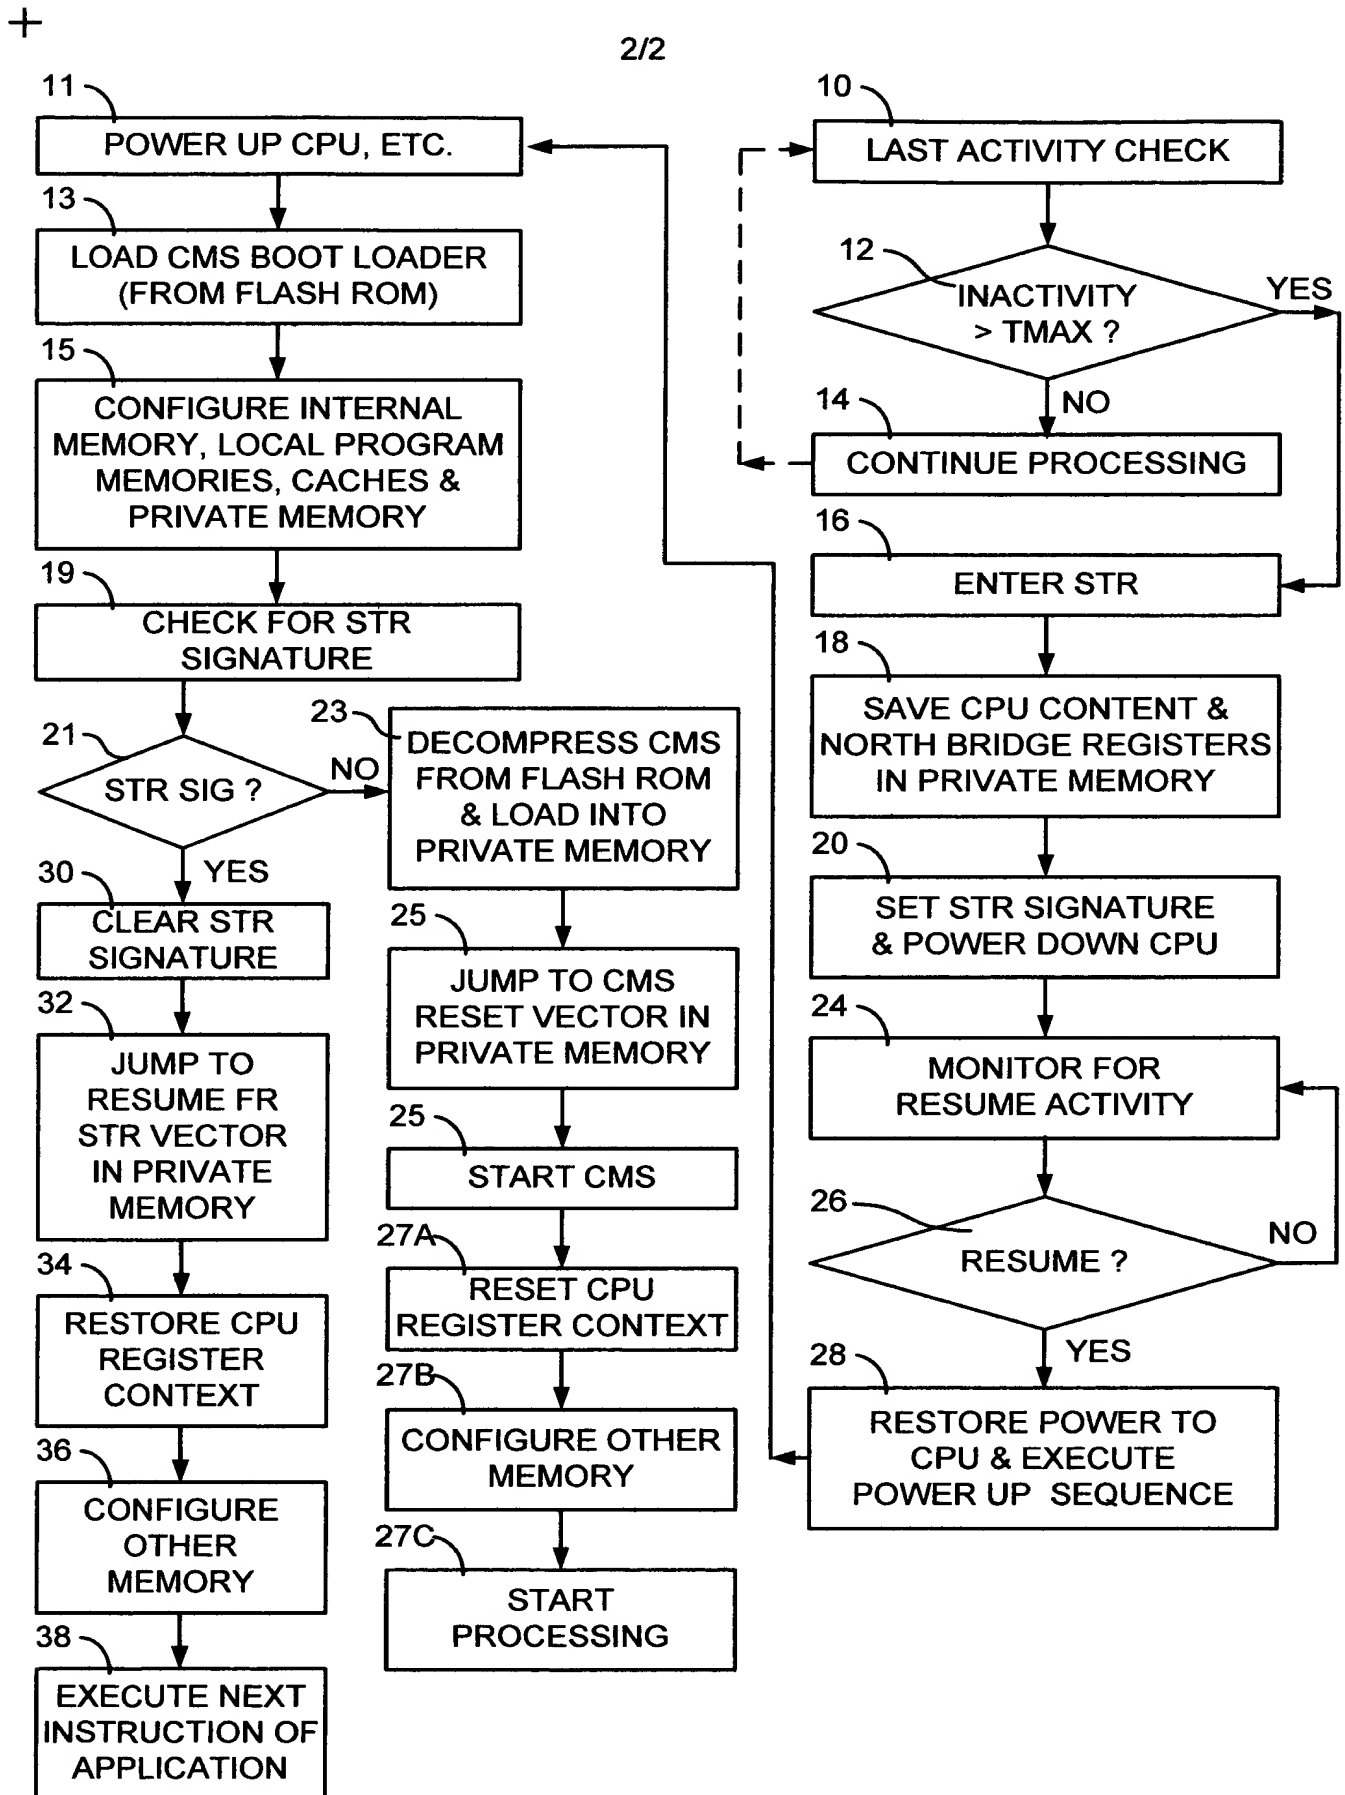 2/2
11
POWER UP CPU, ETC.
13
LOAD CMS BOOT LOADER
(FROM FLASH ROM)
15
CONFIGURE INTERNAL
MEMORY, LOCAL PROGRAM
MEMORIES, CACHES &
PRIVATE MEMORY
19
CHECK FOR STR
SIGNATURE
21
STR SIG ?
NO
YES
30
CLEAR STR
SIGNATURE
32
JUMP TO
RESUME FR
STR VECTOR
IN PRIVATE
MEMORY
34
RESTORE CPU
REGISTER
CONTEXT
36
CONFIGURE
OTHER
MEMORY
38
EXECUTE NEXT
INSTRUCTION OF
APPLICATION
23
DECOMPRESS CMS
FROM FLASH ROM
& LOAD INTO
PRIVATE MEMORY
25
JUMP TO CMS
RESET VECTOR IN
PRIVATE MEMORY
25
START CMS
27A
RESET CPU
REGISTER CONTEXT
27B
CONFIGURE OTHER
MEMORY
27C
START
PROCESSING
10
LAST ACTIVITY CHECK
12
INACTIVITY
> TMAX ?
YES
NO
14
CONTINUE PROCESSING
16
ENTER STR
18
SAVE CPU CONTENT &
NORTH BRIDGE REGISTERS
IN PRIVATE MEMORY
20
SET STR SIGNATURE
& POWER DOWN CPU
24
MONITOR FOR
RESUME ACTIVITY
26
RESUME ?
NO
YES
28
RESTORE POWER TO
CPU & EXECUTE
POWER UP SEQUENCE